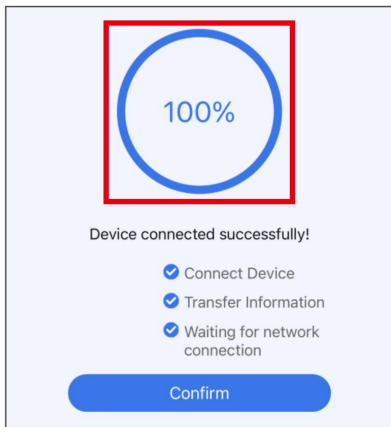 100%
Device connected successfully!
Connect Device
Transfer Information
Waiting for network
connection
Confirm